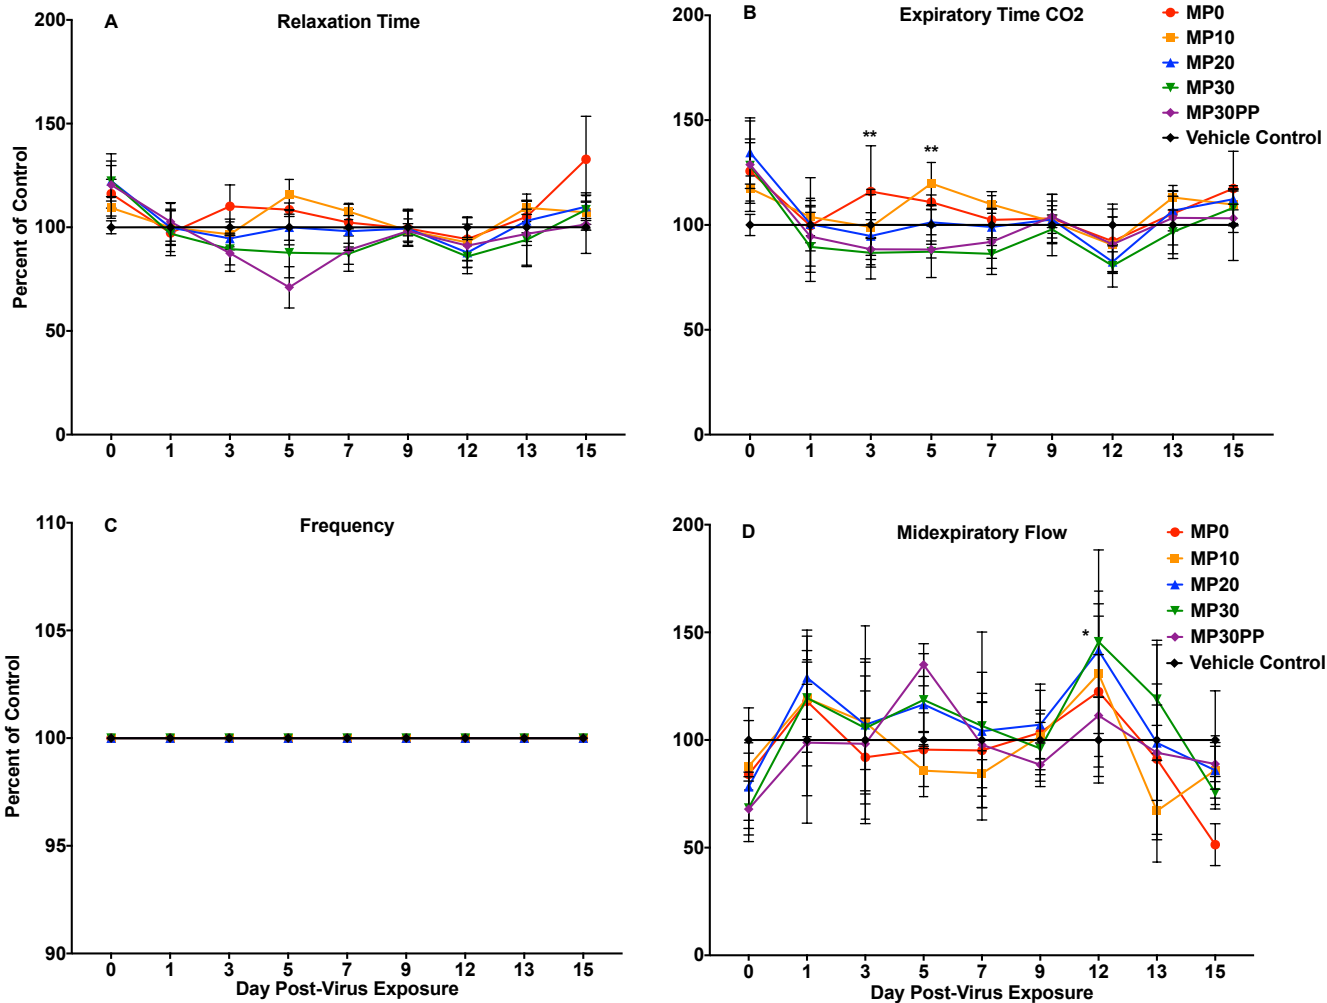 A
Relaxation Time
200
150
100
50
0
Percent of Control
0 1 3 5 7 9 12 13 15
B
Expiratory Time CO2
200
150
100
50
0
** **
0 1 3 5 7 9 12 13 15
MP0
MP10
MP20
MP30
MP30PP
Vehicle Control
C
Frequency
110
105
100
95
90
Percent of Control
0 1 3 5 7 9 12 13 15
Day Post-Virus Exposure
D
Midexpiratory Flow
200
150
100
50
0
*
0 1 3 5 7 9 12 13 15
Day Post-Virus Exposure
MP0
MP10
MP20
MP30
MP30PP
Vehicle Control